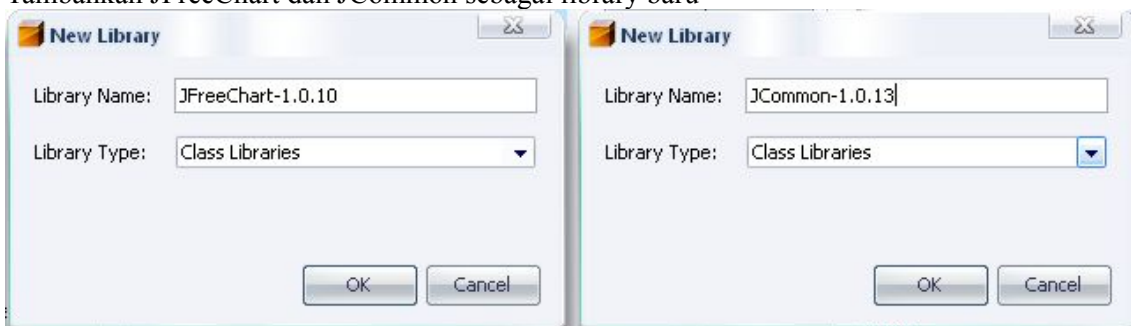 Tambahkan JFreeChart dan JCommon sebagai library baru
New Library
Library Name: JFreeChart-1.0.10
Library Type: Class Libraries
OK Cancel
New Library
Library Name: JCommon-1.0.13
Library Type: Class Libraries
OK Cancel